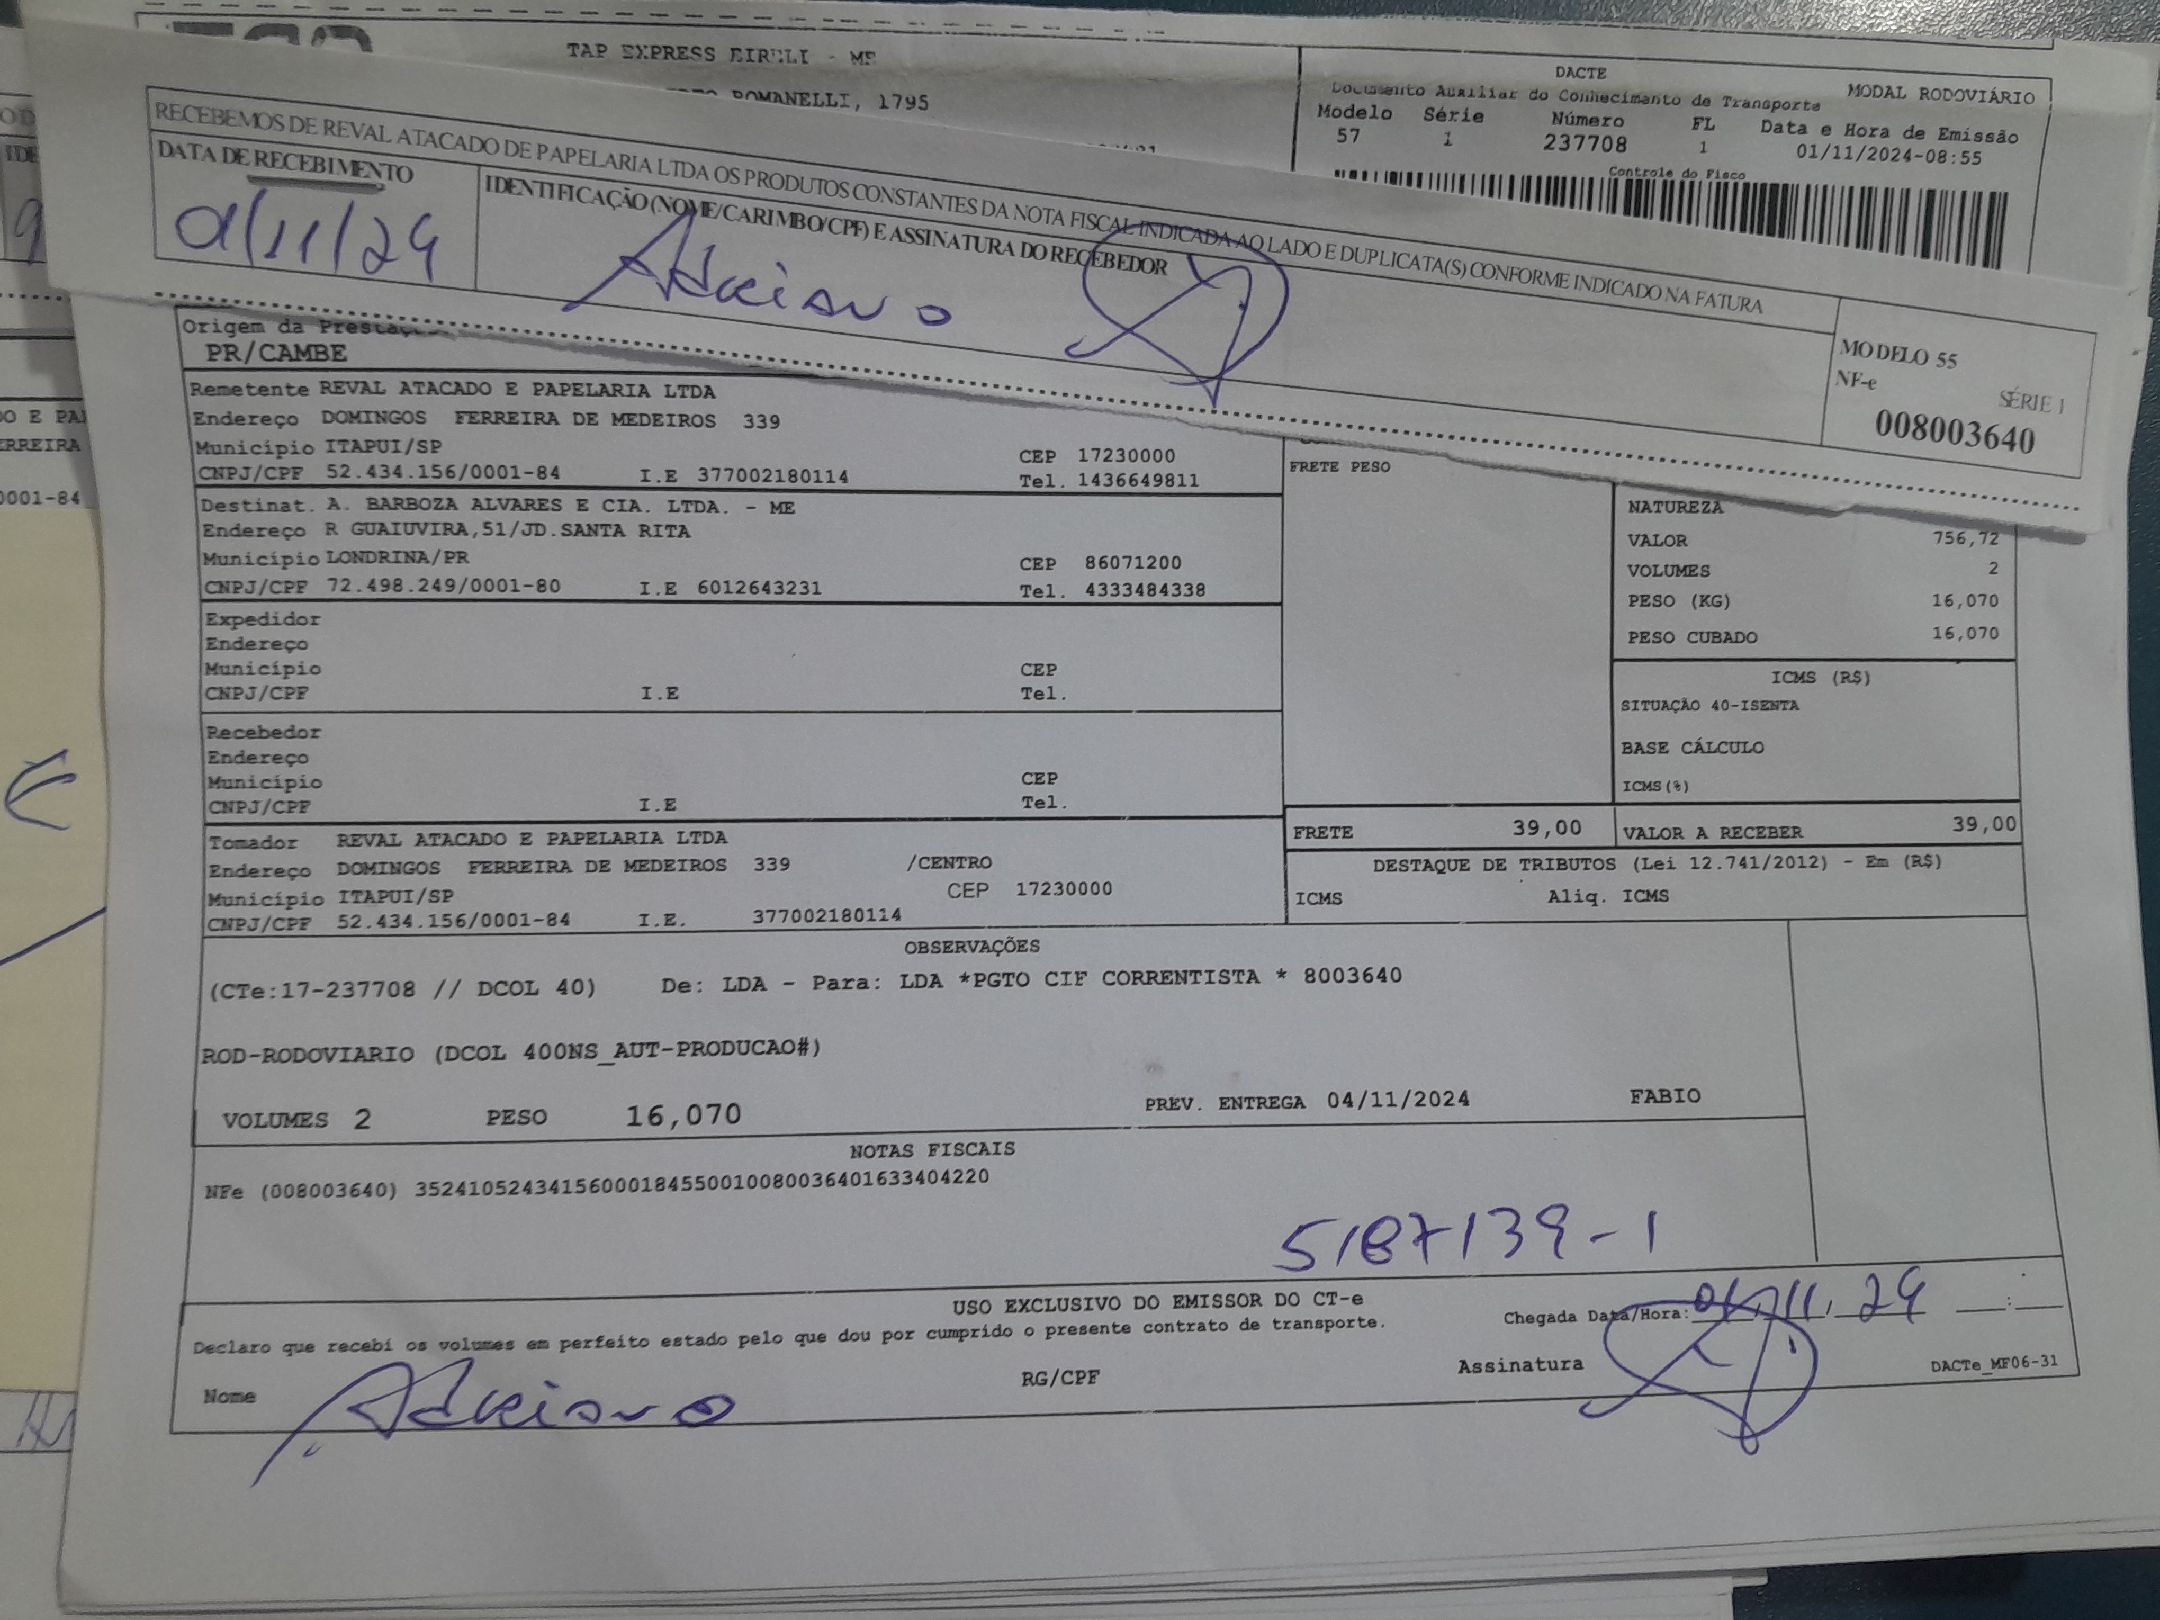 TAP EXPRESS EIRELI - ME
ROMANELLI, 1795
DACTE
Documento Auxiliar do Conhecimento de Transporte
MODAL RODOVIÁRIO
Modelo Série Número FL Data e Hora de Emissão
57 1 237708 1 01/11/2024-08:55
Controle do Fisco
RECEBEMOS DE REVAL ATACADO DE PAPELARIA LTDA OS PRODUTOS CONSTANTES DA NOTA FISCAL INDICADA AO LADO E DUPLICATA(S) CONFORME INDICADO NA FATURA
DATA DE RECEBIMENTO
IDENTIFICAÇÃO (NOME/CARIMBO/CPF) E ASSINATURA DO RECEBEDOR
01/11/24
Adriano
MODELO 55
NF-e
SÉRIE 1
008003640
Origem da
PR/CAMBE
Remetente REVAL ATACADO E PAPELARIA LTDA
Endereço DOMINGOS FERREIRA DE MEDEIROS 339
Município ITAPUI/SP CEP 17230000
CNPJ/CPF 52.434.156/0001-84 I.E 377002180114 Tel. 1436649811
Destinat. A. BARBOZA ALVARES E CIA. LTDA. - ME
Endereço R GUAIUVIRA,51/JD.SANTA RITA
Município LONDRINA/PR CEP 86071200
CNPJ/CPF 72.498.249/0001-80 I.E 6012643231 Tel. 4333484338
Expedidor
Endereço
Município CEP
CNPJ/CPF I.E Tel.
Recebedor
Endereço
Município CEP
CNPJ/CPF I.E Tel.
Tomador REVAL ATACADO E PAPELARIA LTDA
Endereço DOMINGOS FERREIRA DE MEDEIROS 339 /CENTRO
Município ITAPUI/SP CEP 17230000
CNPJ/CPF 52.434.156/0001-84 I.E. 377002180114
FRETE PESO
NATUREZA
VALOR 756,72
VOLUMES 2
PESO (KG) 16,070
PESO CUBADO 16,070
ICMS (R$)
SITUAÇÃO 40-ISENTA
BASE CÁLCULO
ICMS(%)
FRETE 39,00 VALOR A RECEBER 39,00
DESTAQUE DE TRIBUTOS (Lei 12.741/2012) - Em (R$)
ICMS Aliq. ICMS
OBSERVAÇÕES
(CTe:17-237708 // DCOL 40) De: LDA - Para: LDA *PGTO CIF CORRENTISTA * 8003640
ROD-RODOVIARIO (DCOL 400NS_AUT-PRODUCAO#)
VOLUMES 2 PESO 16,070 PREV. ENTREGA 04/11/2024 FABIO
NOTAS FISCAIS
NFe (008003640) 35241052434156000184550010080036401633404220
5187139-1
USO EXCLUSIVO DO EMISSOR DO CT-e
Declaro que recebi os volumes em perfeito estado pelo que dou por cumprido o presente contrato de transporte.
Chegada Data/Hora: 01/11/24 __:__
Nome Adriano RG/CPF Assinatura
DACTe_MF06-31